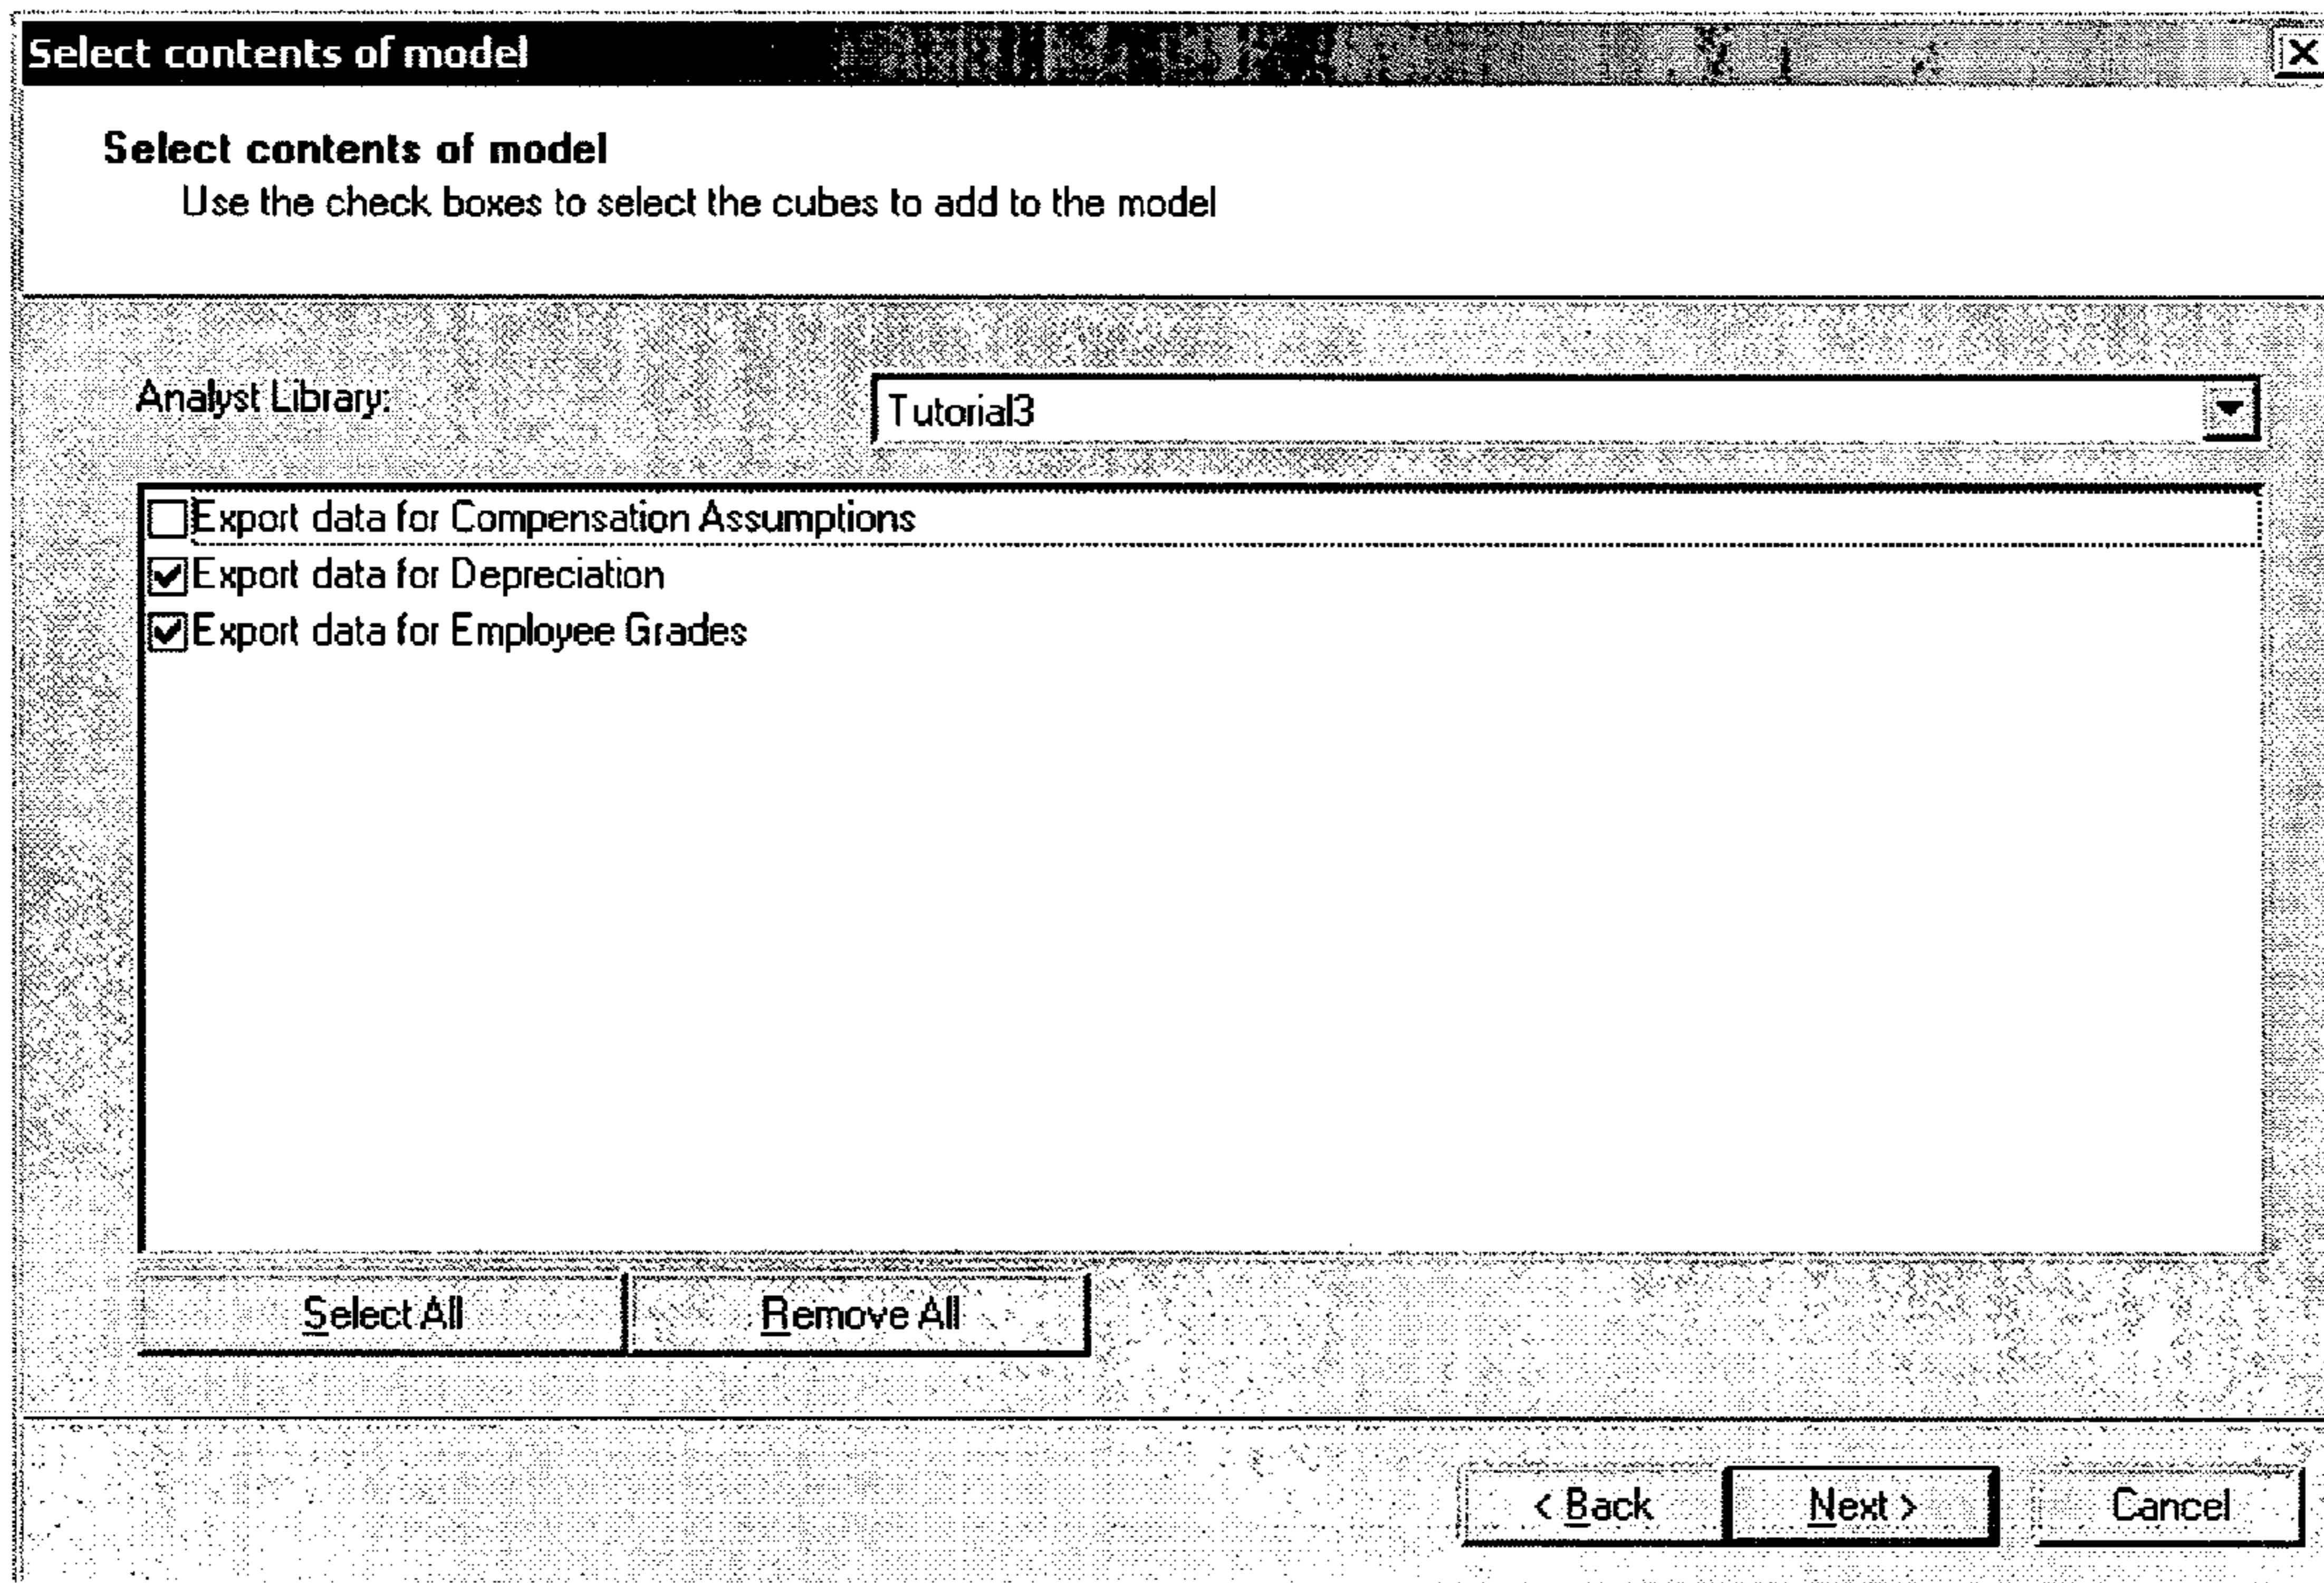 Select contents of model
Select contents of model
Use the check boxes to select the cubes to add to the model
Analyst Library:
Tutorial3
Export data for Compensation Assumptions
Export data for Depreciation
Export data for Employee Grades
Select All
Remove All
< Back
Next >
Cancel